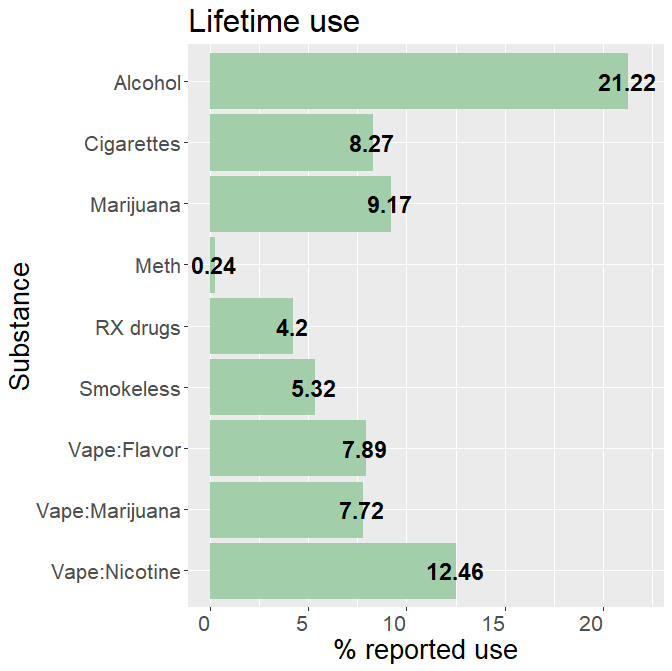 Lifetime use
Substance
Alcohol 21.22
Cigarettes 8.27
Marijuana 9.17
Meth 0.24
RX drugs 4.2
Smokeless 5.32
Vape:Flavor 7.89
Vape:Marijuana 7.72
Vape:Nicotine 12.46
0 5 10 15 20
% reported use